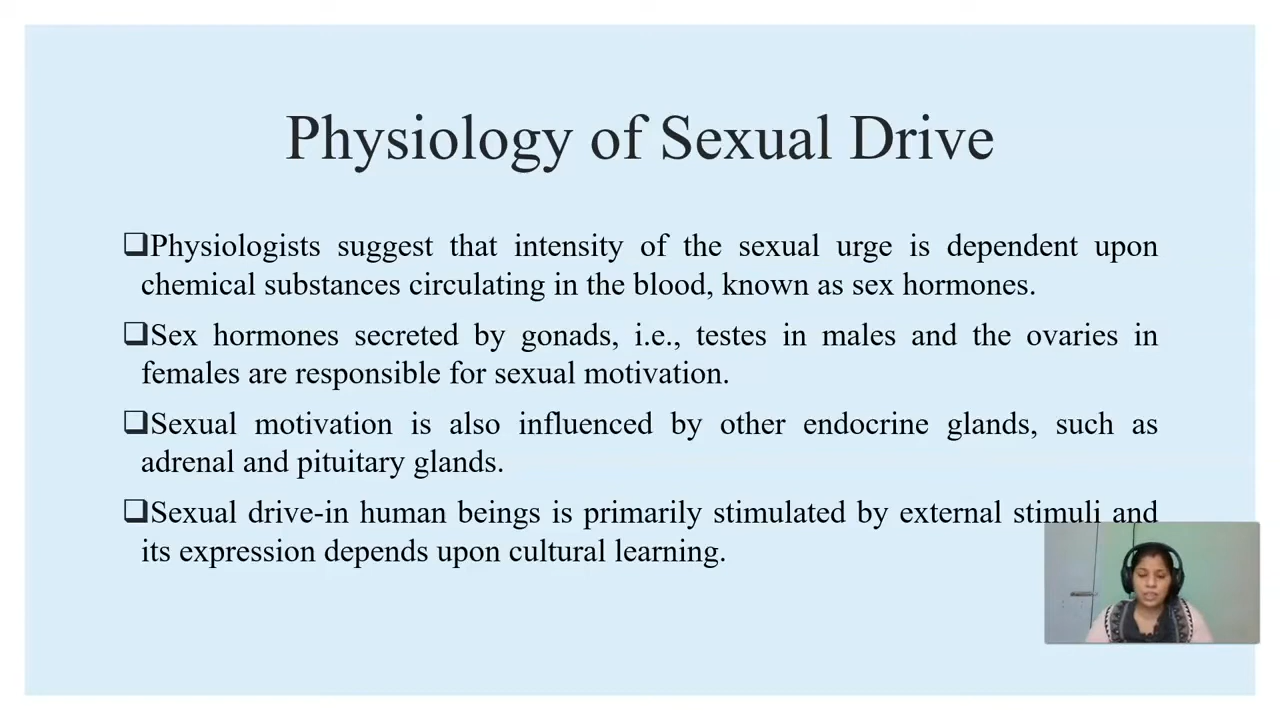 Physiology of Sexual Drive
❑Physiologists suggest that intensity of the sexual urge is dependent upon
chemical substances circulating in the blood, known as sex hormones.
❑Sex hormones secreted by gonads, i.e., testes in males and the ovaries in
females are responsible for sexual motivation.
❑Sexual motivation is also influenced by other endocrine glands, such as
adrenal and pituitary glands.
❑Sexual drive-in human beings is primarily stimulated by external stimuli and
its expression depends upon cultural learning.